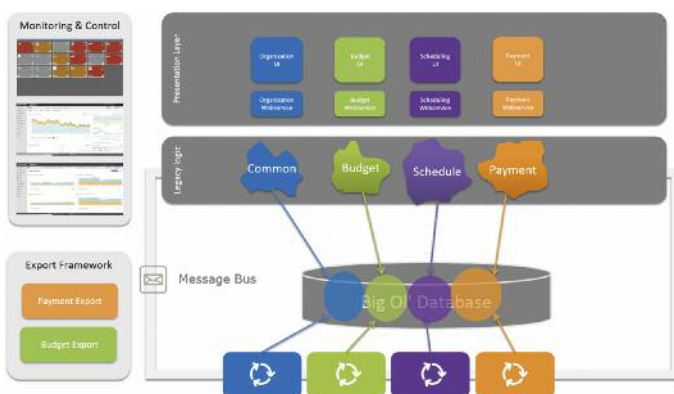 Monitoring & Control
Presentation Layer
Organization
UI
Budget
UI
Scheduling
UI
Payment
UI
Organization
Webservice
Budget
Webservice
Scheduling
Webservice
Payment
Webservice
Legacy logic
Common
Budget
Schedule
Payment
Export Framework
Payment Export
Budget Export
Message Bus
Big Ol' Database